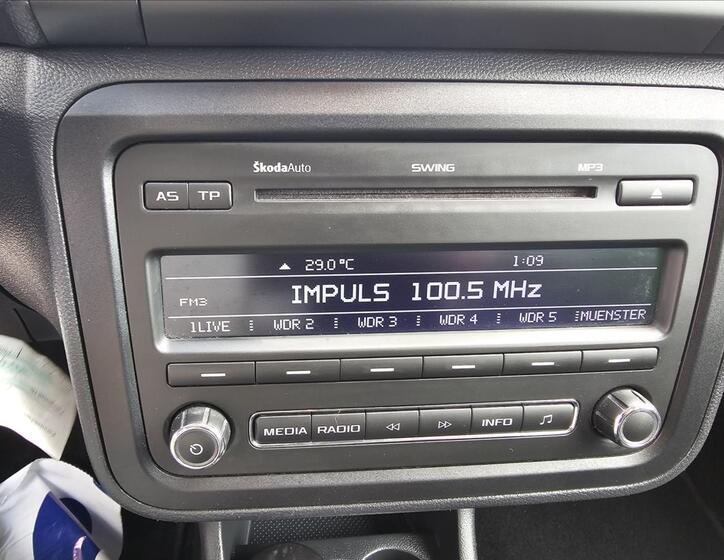 ŠkodaAuto SWING MP3
AS TP
29.0 °C 1:09
FM3 IMPULS 100.5 MHz
1LIVE WDR 2 WDR 3 WDR 4 WDR 5 MUENSTER
MEDIA RADIO INFO